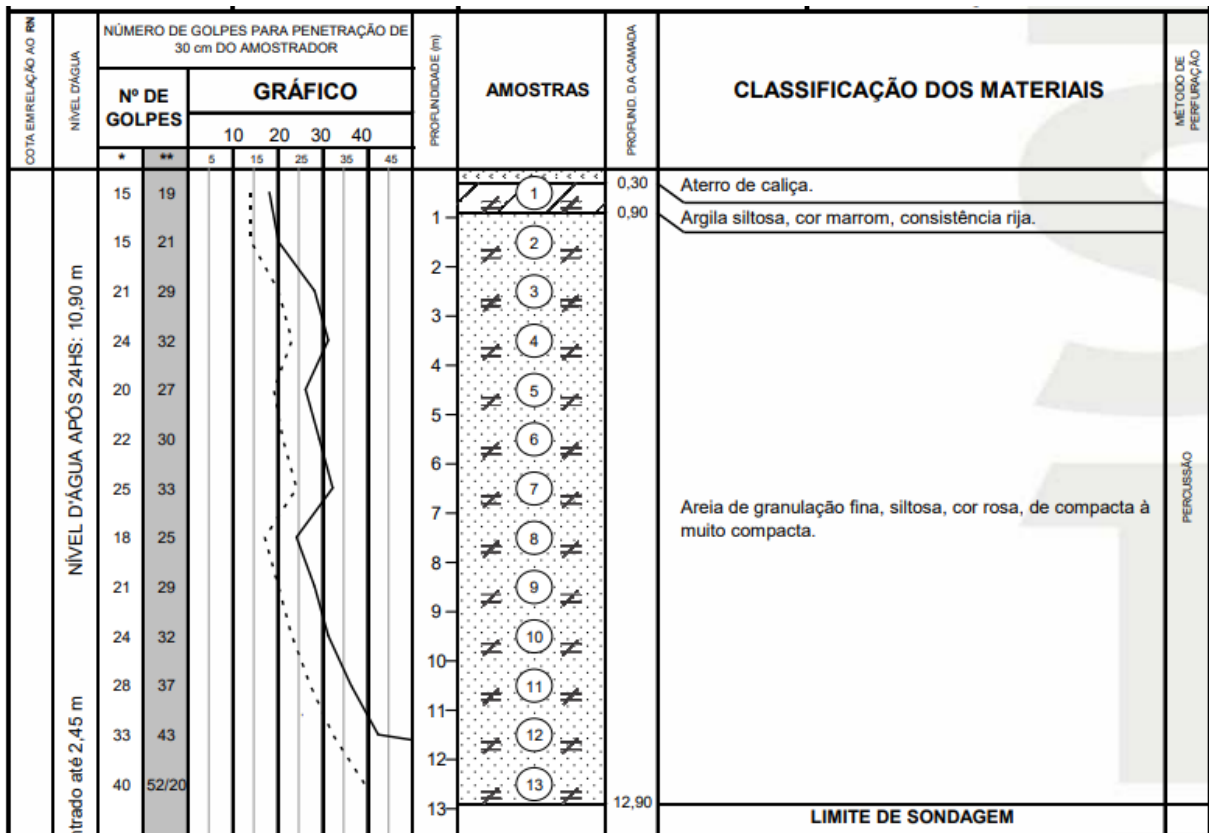 COTA EMRELAÇÃO AO RN
NÍVEL D'ÁGUA
NÚMERO DE GOLPES PARA PENETRAÇÃO DE
30 cm DO AMOSTRADOR
Nº DE
GOLPES
GRÁFICO
10 20 30 40
* ** 5 15 25 35 45
PROFUNDIDADE (m)
AMOSTRAS
PROFUND. DA CAMADA
CLASSIFICAÇÃO DOS MATERIAIS
MÉTODO DE
PERFURAÇÃO
NÍVEL D'ÁGUA APÓS 24HS: 10,90 m
trado até 2,45 m
15 19 1 0,30 Aterro de caliça.
1 0,90 Argila siltosa, cor marrom, consistência rija.
15 21 2
2
21 29 3
3
24 32 4
4
20 27 5
5
22 30 6
6
25 33 7
7 Areia de granulação fina, siltosa, cor rosa, de compacta à
18 25 8 muito compacta.
8
21 29 9
9
24 32 10
10
28 37 11
11
33 43 12
12
40 52/20 13
13 12,90 LIMITE DE SONDAGEM
PERCUSSÃO